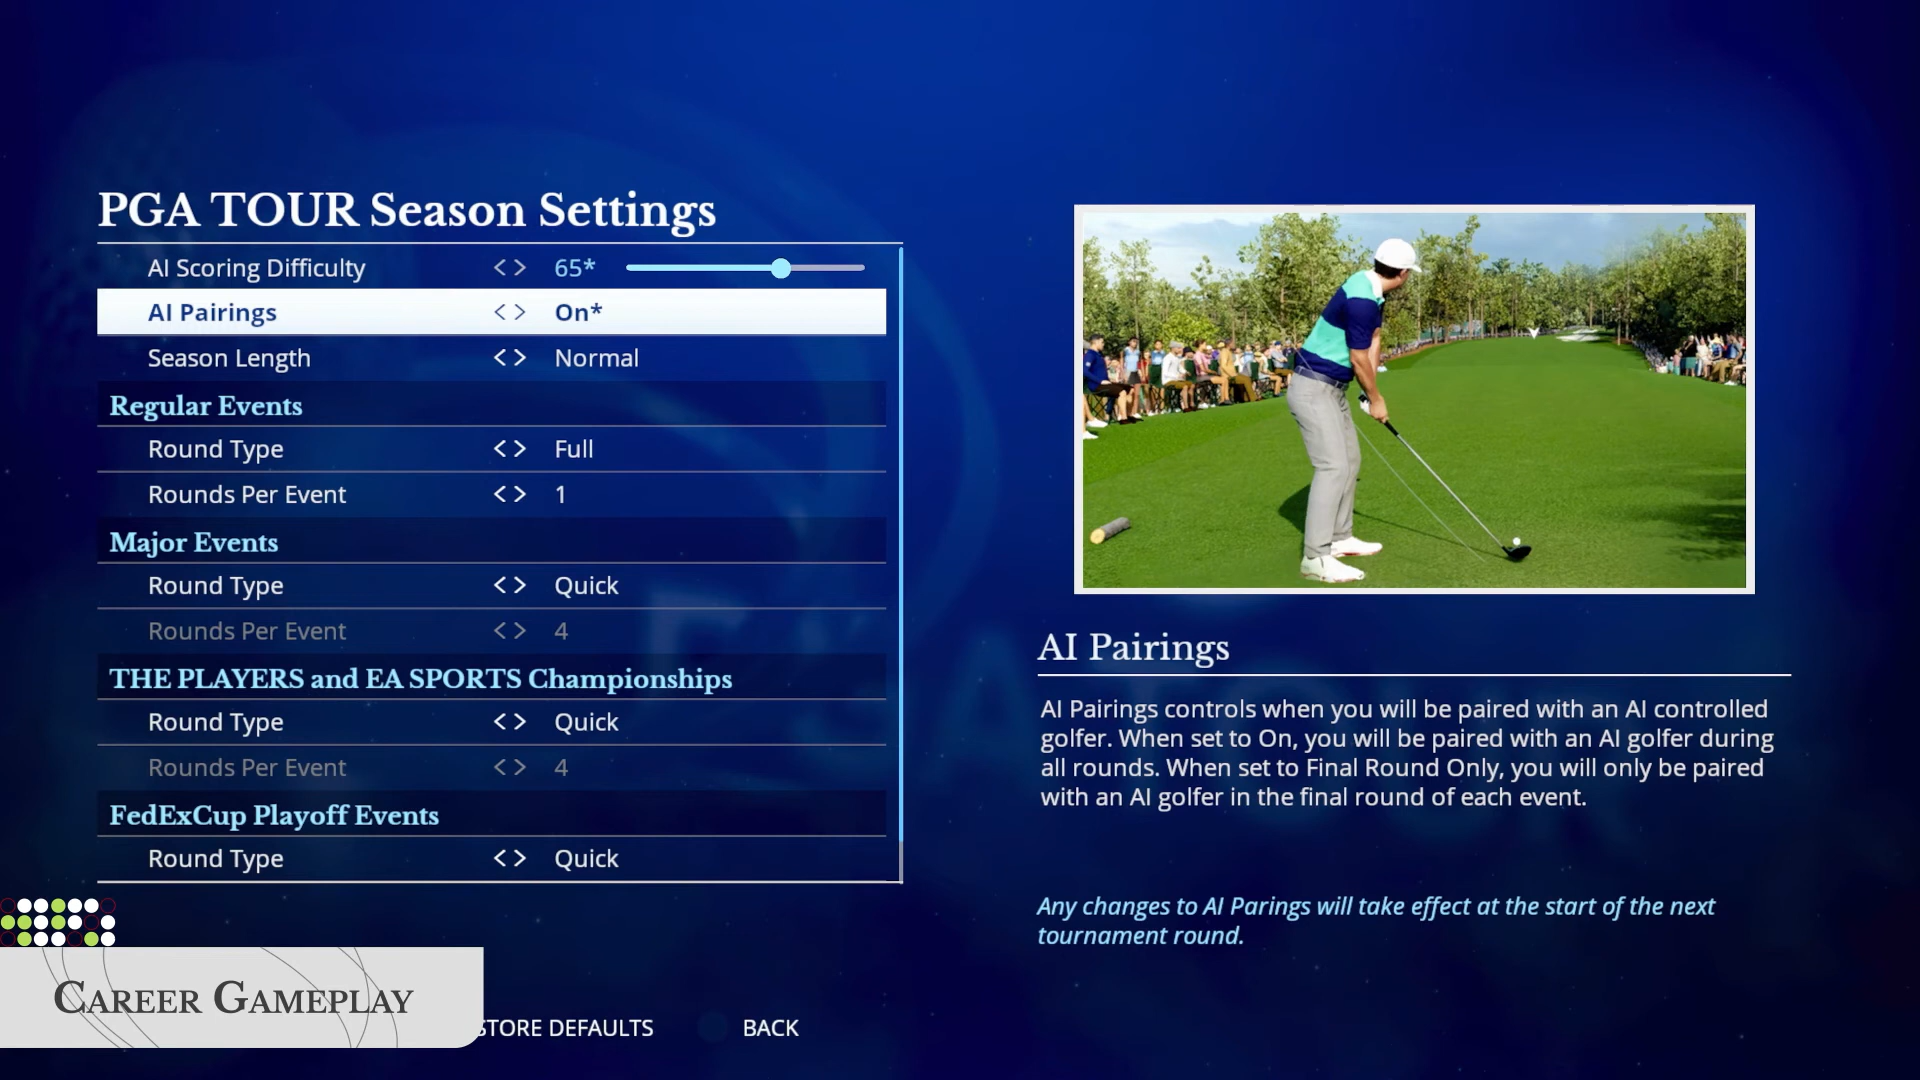 PGA TOUR Season Settings
AI Scoring Difficulty < > 65*
AI Pairings < > On*
Season Length < > Normal
Regular Events
Round Type < > Full
Rounds Per Event < > 1
Major Events
Round Type < > Quick
Rounds Per Event < > 4
THE PLAYERS and EA SPORTS Championships
Round Type < > Quick
Rounds Per Event < > 4
FedExCup Playoff Events
Round Type < > Quick
AI Pairings
AI Pairings controls when you will be paired with an AI controlled
golfer. When set to On, you will be paired with an AI golfer during
all rounds. When set to Final Round Only, you will only be paired
with an AI golfer in the final round of each event.
Any changes to AI Parings will take effect at the start of the next
tournament round.
Career Gameplay
STORE DEFAULTS
BACK